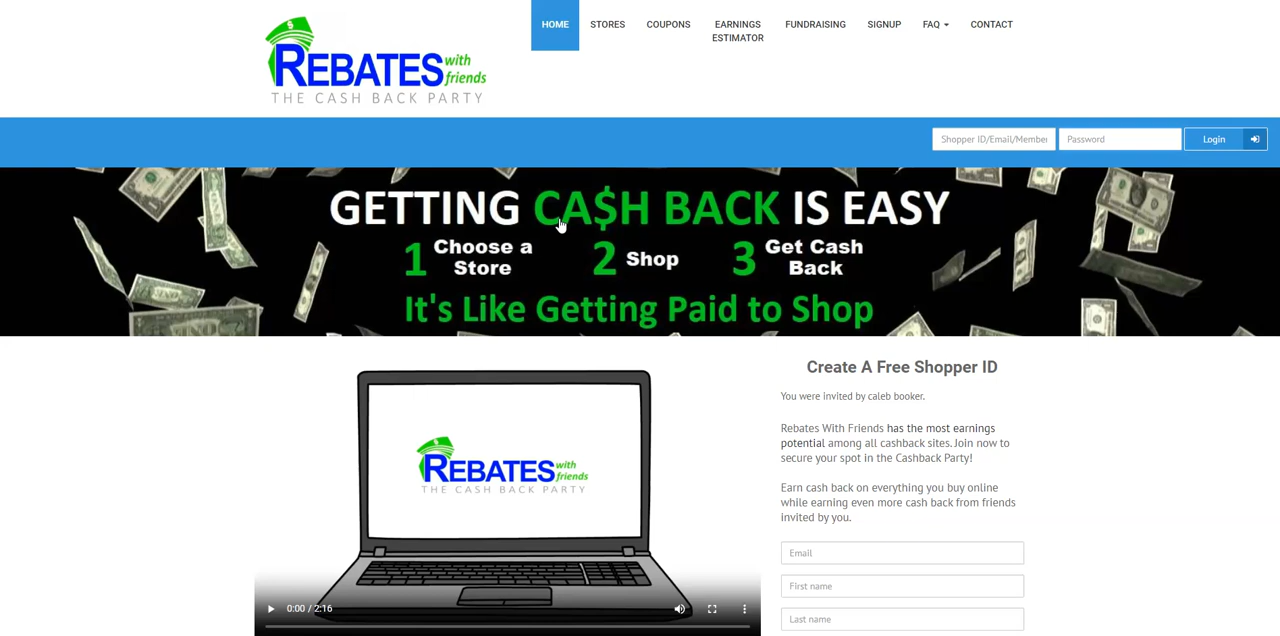 REBATES with friends
THE CASH BACK PARTY
HOME
STORES
COUPONS
EARNINGS
ESTIMATOR
FUNDRAISING
SIGNUP
FAQ
CONTACT
Shopper ID/Email/Member
Password
Login
GETTING CA$H BACK IS EASY
1 Choose a Store
2 Shop
3 Get Cash Back
It's Like Getting Paid to Shop
REBATES with friends
THE CASH BACK PARTY
0:00 / 2:16
Create A Free Shopper ID
You were invited by caleb booker.
Rebates With Friends has the most earnings
potential among all cashback sites. Join now to
secure your spot in the Cashback Party!
Earn cash back on everything you buy online
while earning even more cash back from friends
invited by you.
Email
First name
Last name